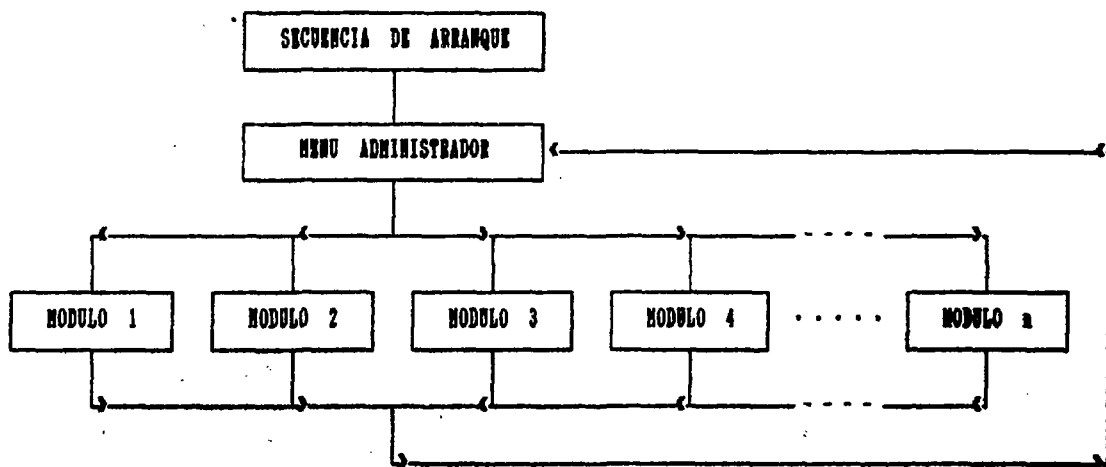 SECUENCIA DE ARRANQUE
MENU ADMINISTRADOR
MODULO 1 MODULO 2 MODULO 3 MODULO 4 ..... MODULO n